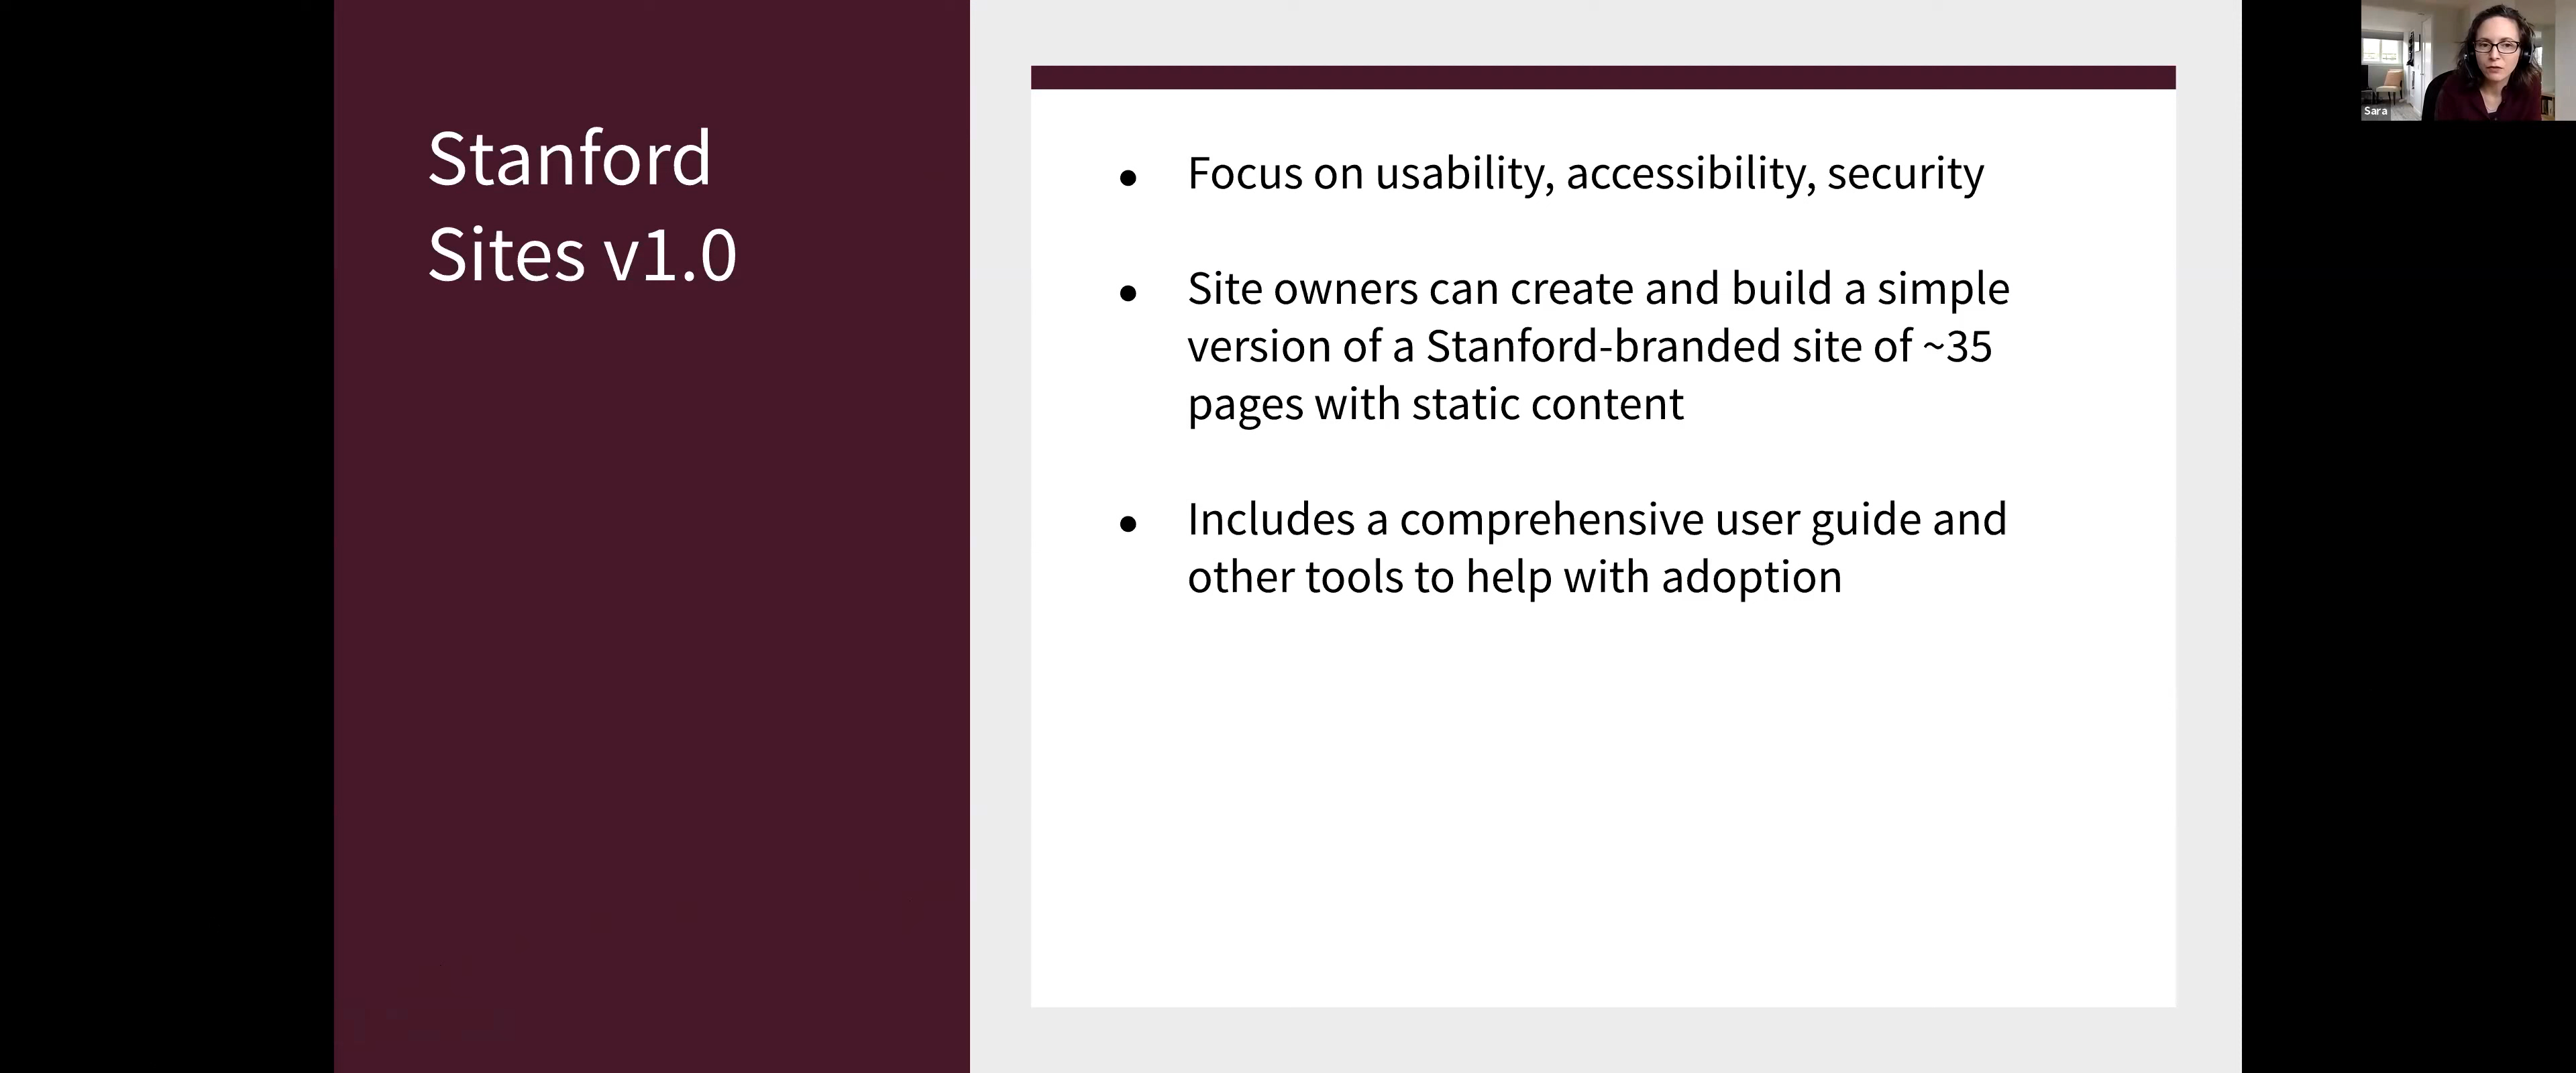 Stanford
Sites v1.0
● Focus on usability, accessibility, security
● Site owners can create and build a simple
version of a Stanford-branded site of ~35
pages with static content
● Includes a comprehensive user guide and
other tools to help with adoption
Sara